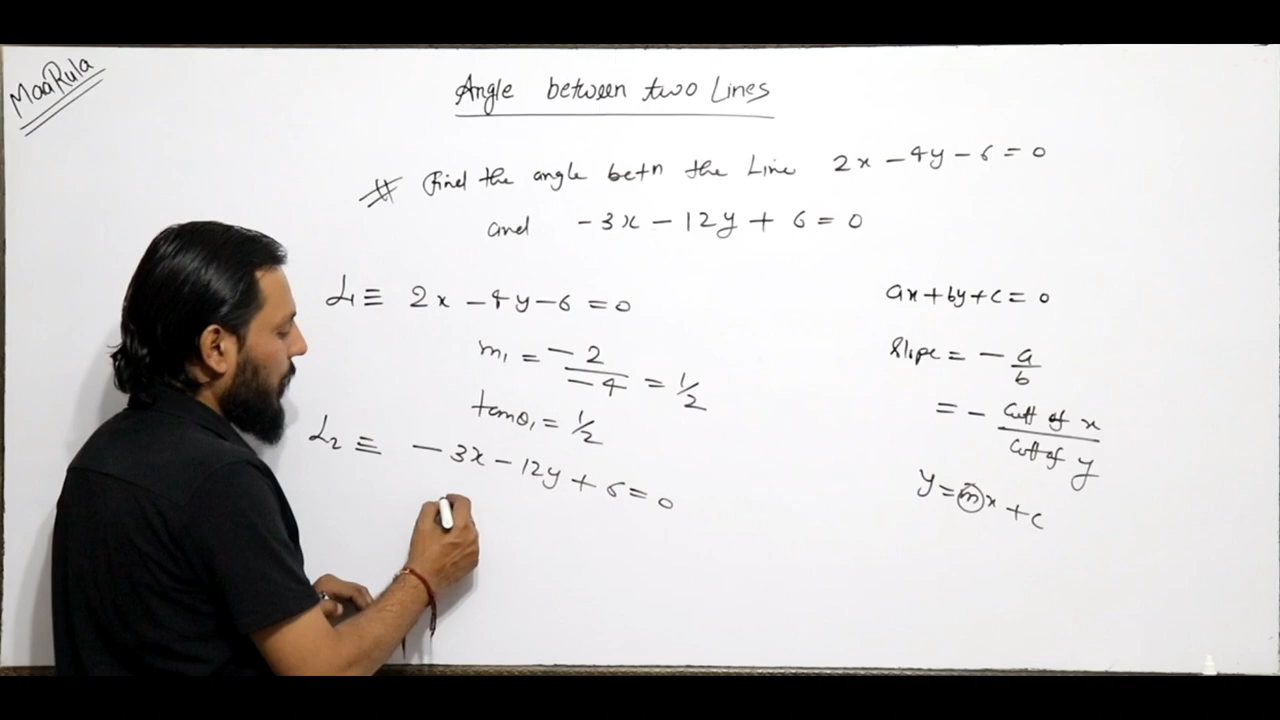 MaaRula
Angle between two Lines
# Find the angle betn the Line 2x - 4y - 6 = 0
and -3x - 12y + 6 = 0
L₁ ≡ 2x - 4y - 6 = 0
m₁ = -2/-4 = 1/2
tanθ₁ = 1/2
L₂ ≡ -3x - 12y + 6 = 0
ax + by + c = 0
Slope = -a/b
= - Coff of x / Coff of y
y = mx + c